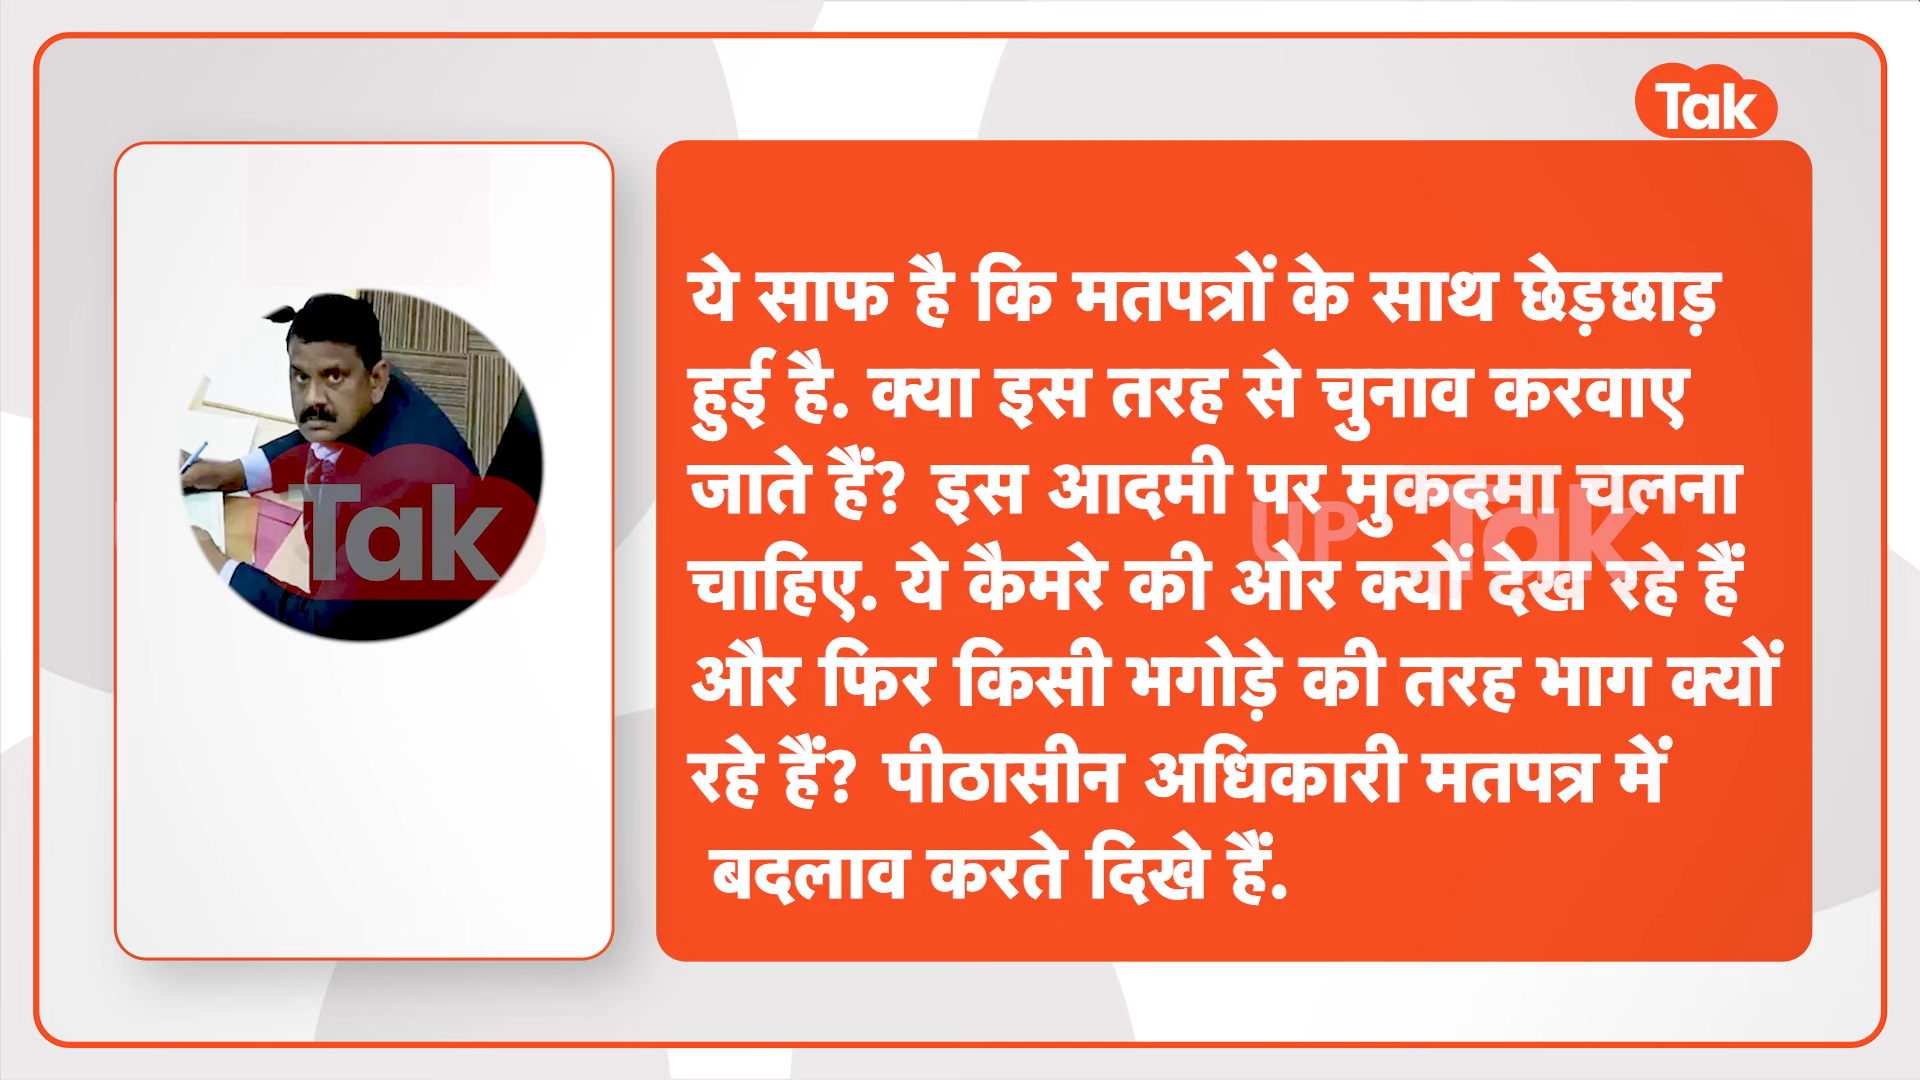 Tak
ये साफ है कि मतपत्रों के साथ छेड़छाड़
हुई है. क्या इस तरह से चुनाव करवाए
जाते हैं? इस आदमी पर मुकदमा चलना
चाहिए. ये कैमरे की ओर क्यों देख रहे हैं
और फिर किसी भगोड़े की तरह भाग क्यों
रहे हैं? पीठासीन अधिकारी मतपत्र में
बदलाव करते दिखे हैं.
Tak
UP Tak